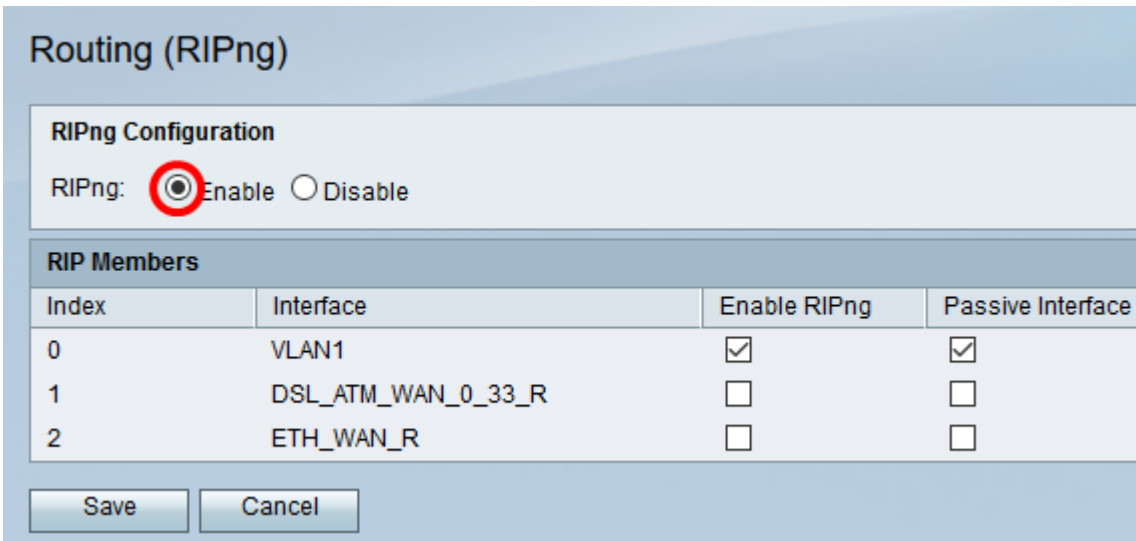 Routing (RIPng)
RIPng Configuration
RIPng: Enable Disable
RIP Members
Index Interface Enable RIPng Passive Interface
0 VLAN1
1 DSL_ATM_WAN_0_33_R
2 ETH_WAN_R
Save Cancel